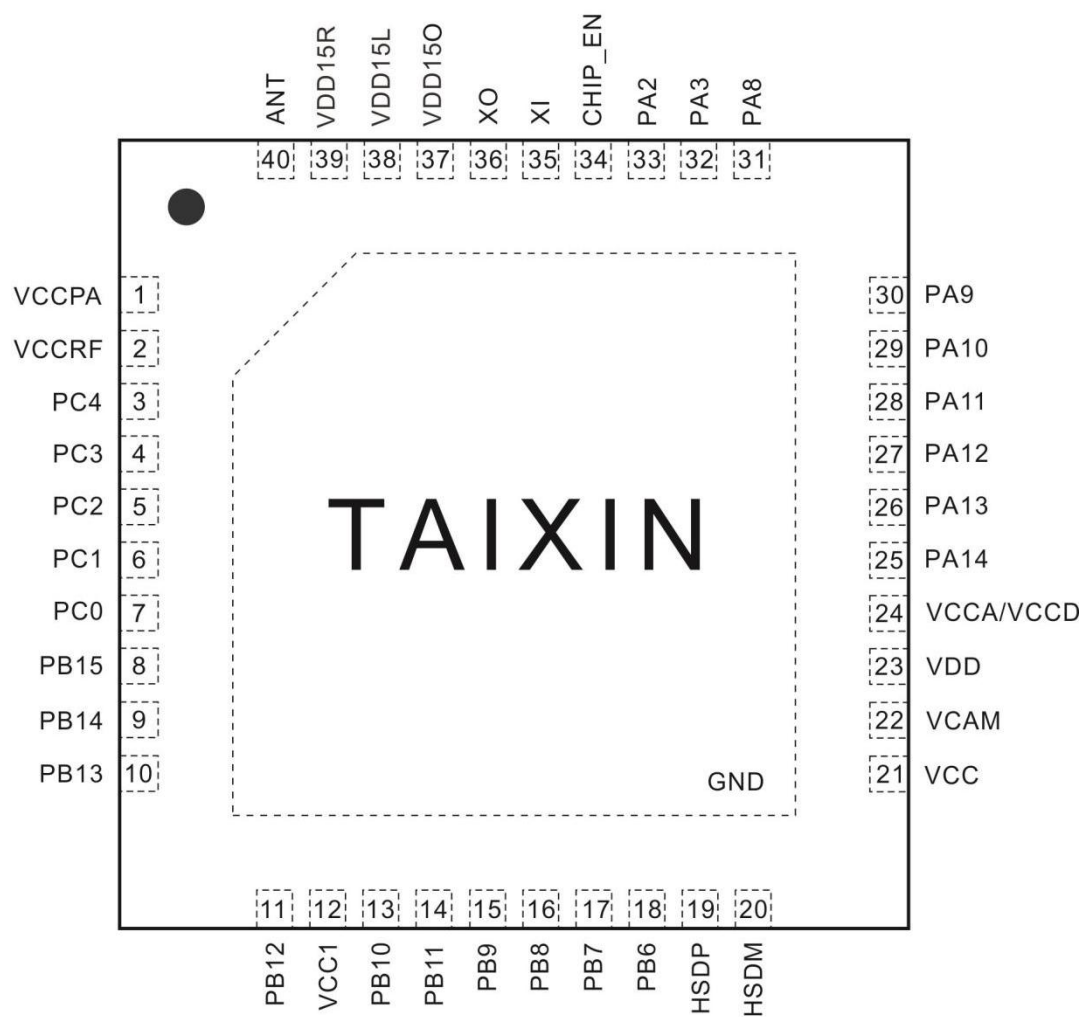 ANT VDD15R VDD15L VDD15O XO XI CHIP_EN PA2 PA3 PA8
40 39 38 37 36 35 34 33 32 31
VCCPA 1 30 PA9
VCCRF 2 29 PA10
PC4 3 28 PA11
PC3 4 27 PA12
PC2 5 26 PA13
TAIXIN
PC1 6 25 PA14
PC0 7 24 VCCA/VCCD
PB15 8 23 VDD
PB14 9 22 VCAM
PB13 10 21 VCC
GND
11 12 13 14 15 16 17 18 19 20
PB12 VCC1 PB10 PB11 PB9 PB8 PB7 PB6 HSDP HSDM